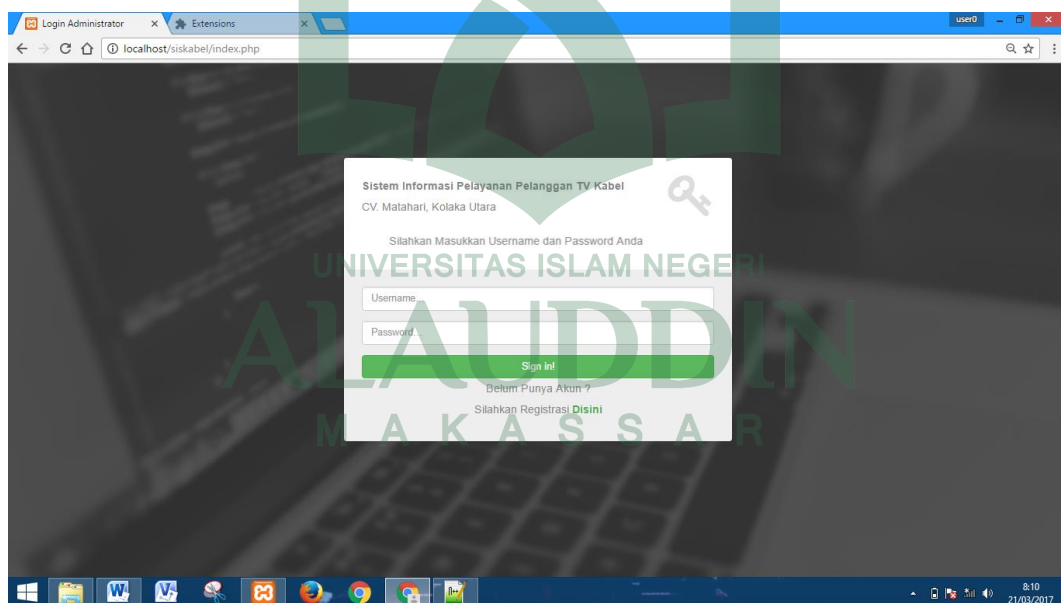 Login Administrator
Extensions
user0
localhost/siskabel/index.php
Sistem Informasi Pelayanan Pelanggan TV Kabel
CV. Matahari, Kolaka Utara
Silahkan Masukkan Username dan Password Anda
UNIVERSITAS ISLAM NEGERI
Username...
Password...
ALAUDDIN
Sign in!
Belum Punya Akun ?
Silahkan Registrasi Disini
MAKASSAR
8:10
21/03/2017